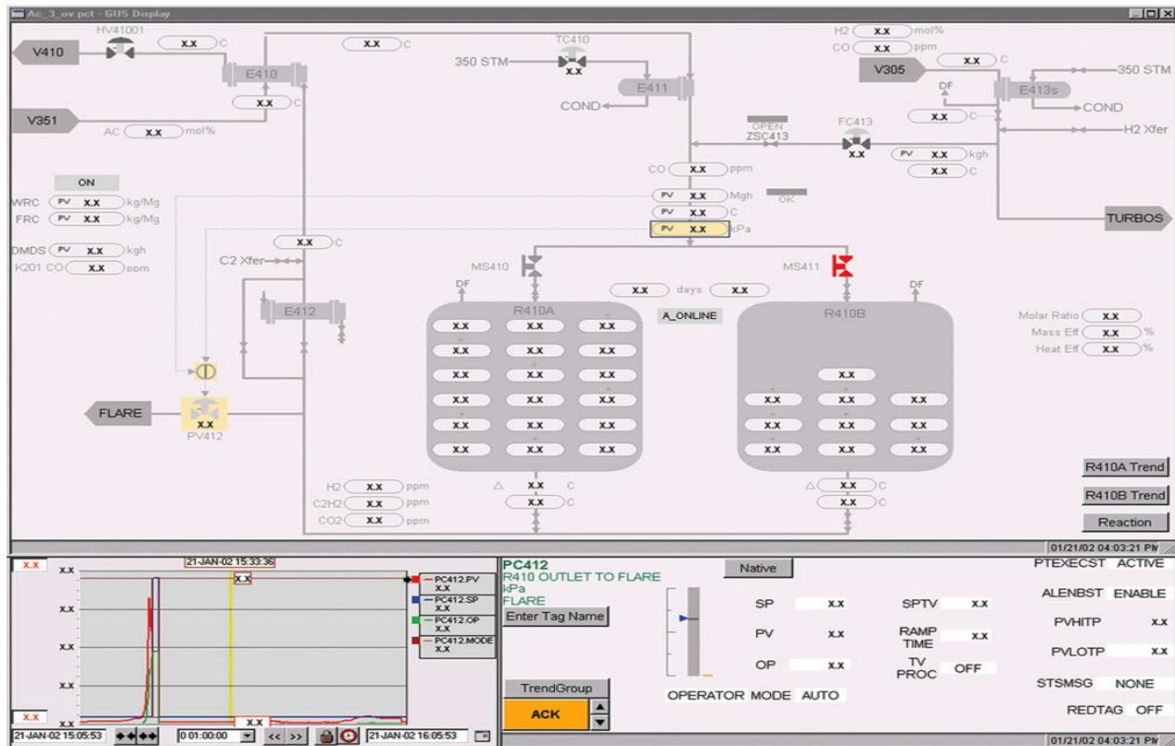 Ac_3_ov.pct - GUS Display
HV41001
V410
X.X C
X.X C
E410
X.X C
V351
AC X.X mol%
TC410
X.X
350 STM
E411
COND
H2 X.X mol%
CO X.X ppm
V305
X.X C
350 STM
E413s
DF
COND
X.X C
H2 Xfer
OPEN
ZSC413
FC413
X.X
PV X.X kgh
X.X C
TURBOS
CO X.X ppm
PV X.X Mgh
OK
PV X.X C
PV X.X kPa
ON
WRC PV X.X kg/Mg
FRC PV X.X kg/Mg
DMDS PV X.X kgh
K201 CO X.X ppm
X.X C
C2 Xfer
E412
FLARE
X.X
PV412
MS410
MS411
DF
X.X days X.X
DF
R410A
A_ONLINE
R410B
X.X X.X X.X
X.X X.X X.X
X.X X.X X.X
X.X X.X X.X
X.X X.X X.X
X.X X.X X.X
X.X
X.X X.X X.X
X.X X.X X.X
X.X X.X X.X
Molar Ratio X.X
Mass Eff X.X %
Heat Eff X.X %
H2 X.X ppm
C2H2 X.X ppm
CO2 X.X ppm
△ X.X C
X.X C
△ X.X C
X.X C
R410A Trend
R410B Trend
Reaction
01/21/02 04:03:21 PM
X.X
X.X
X.X
X.X
X.X
X.X
X.X
21-JAN-02 15:33:36
X.X
X.X
PC412.PV
X.X
PC412.SP
X.X
PC412.OP
X.X
PC412.MODE
X.X
21-JAN-02 15:05:53
0 01:00:00
<< >>
21-JAN-02 16:05:53
PC412
R410 OUTLET TO FLARE
kPa
FLARE
Enter Tag Name
TrendGroup
ACK
Native
SP X.X
PV X.X
OP X.X
OPERATOR MODE AUTO
SPTV X.X
RAMP TIME X.X
TV PROC OFF
PTEXECST ACTIVE
ALENBST ENABLE
PVHITP X.X
PVLOTP X.X
STSMSG NONE
REDTAG OFF
01/21/02 04:03:21 PM